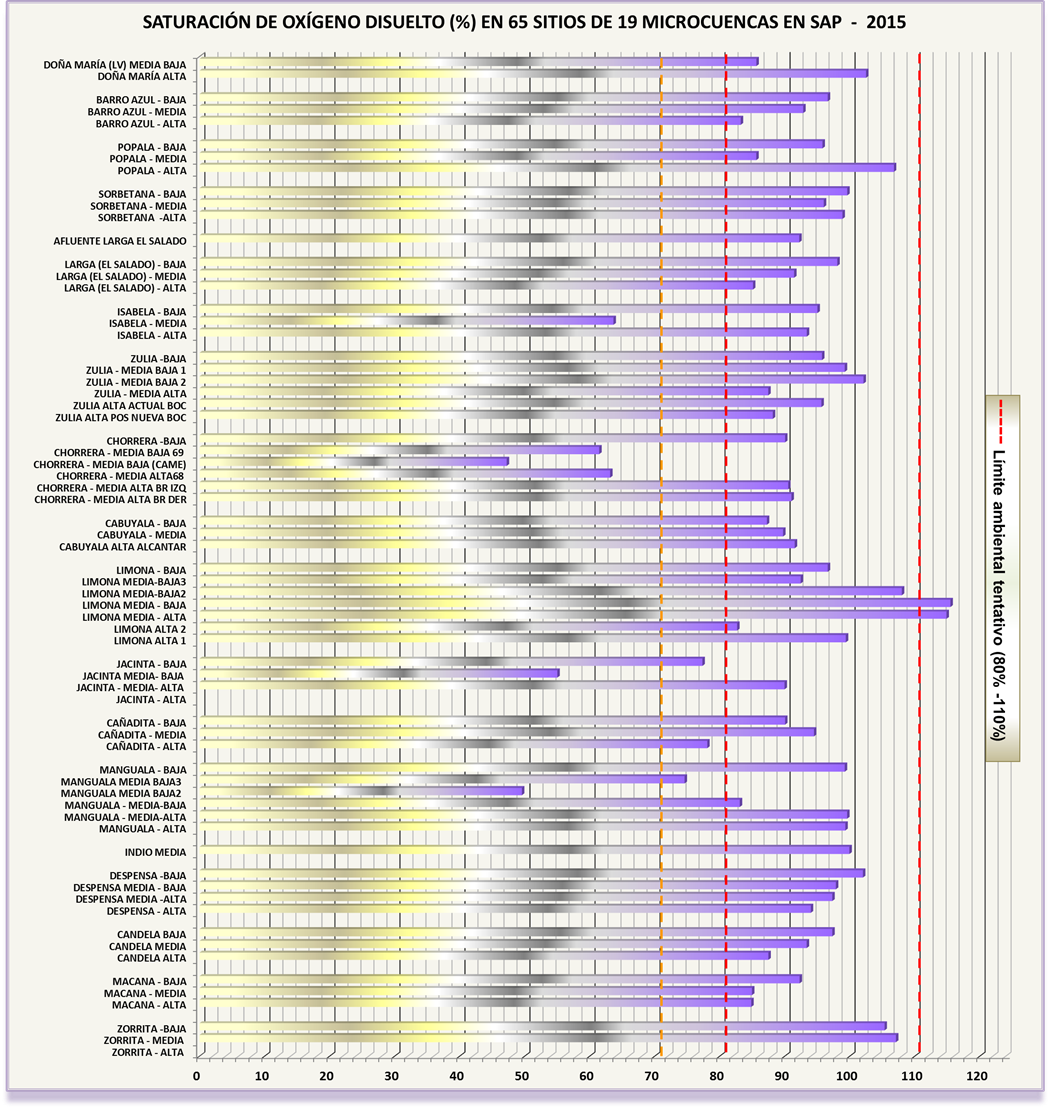 SATURACIÓN DE OXÍGENO DISUELTO (%) EN 65 SITIOS DE 19 MICROCUENCAS EN SAP - 2015
DOÑA MARÍA (LV) MEDIA BAJA
DOÑA MARÍA ALTA
BARRO AZUL - BAJA
BARRO AZUL - MEDIA
BARRO AZUL - ALTA
POPALA - BAJA
POPALA - MEDIA
POPALA - ALTA
SORBETANA - BAJA
SORBETANA - MEDIA
SORBETANA -ALTA
AFLUENTE LARGA EL SALADO
LARGA (EL SALADO) - BAJA
LARGA (EL SALADO) - MEDIA
LARGA (EL SALADO) - ALTA
ISABELA - BAJA
ISABELA - MEDIA
ISABELA - ALTA
ZULIA -BAJA
ZULIA - MEDIA BAJA 1
ZULIA - MEDIA BAJA 2
ZULIA - MEDIA ALTA
ZULIA ALTA ACTUAL BOC
ZULIA ALTA POS NUEVA BOC
CHORRERA -BAJA
CHORRERA - MEDIA BAJA 69
CHORRERA - MEDIA BAJA (CAME)
CHORRERA - MEDIA ALTA68
CHORRERA - MEDIA ALTA BR IZQ
CHORRERA - MEDIA ALTA BR DER
CABUYALA - BAJA
CABUYALA - MEDIA
CABUYALA ALTA ALCANTAR
LIMONA - BAJA
LIMONA MEDIA-BAJA3
LIMONA MEDIA-BAJA2
LIMONA MEDIA - BAJA
LIMONA MEDIA - ALTA
LIMONA ALTA 2
LIMONA ALTA 1
JACINTA - BAJA
JACINTA MEDIA- BAJA
JACINTA - MEDIA- ALTA
JACINTA - ALTA
CAÑADITA - BAJA
CAÑADITA - MEDIA
CAÑADITA - ALTA
MANGUALA - BAJA
MANGUALA MEDIA BAJA3
MANGUALA MEDIA BAJA2
MANGUALA - MEDIA-BAJA
MANGUALA - MEDIA-ALTA
MANGUALA - ALTA
INDIO MEDIA
DESPENSA -BAJA
DESPENSA MEDIA - BAJA
DESPENSA MEDIA -ALTA
DESPENSA - ALTA
CANDELA BAJA
CANDELA MEDIA
CANDELA ALTA
MACANA - BAJA
MACANA - MEDIA
MACANA - ALTA
ZORRITA -BAJA
ZORRITA - MEDIA
ZORRITA - ALTA
0 10 20 30 40 50 60 70 80 90 100 110 120
Límite ambiental tentativo (80% -110%)